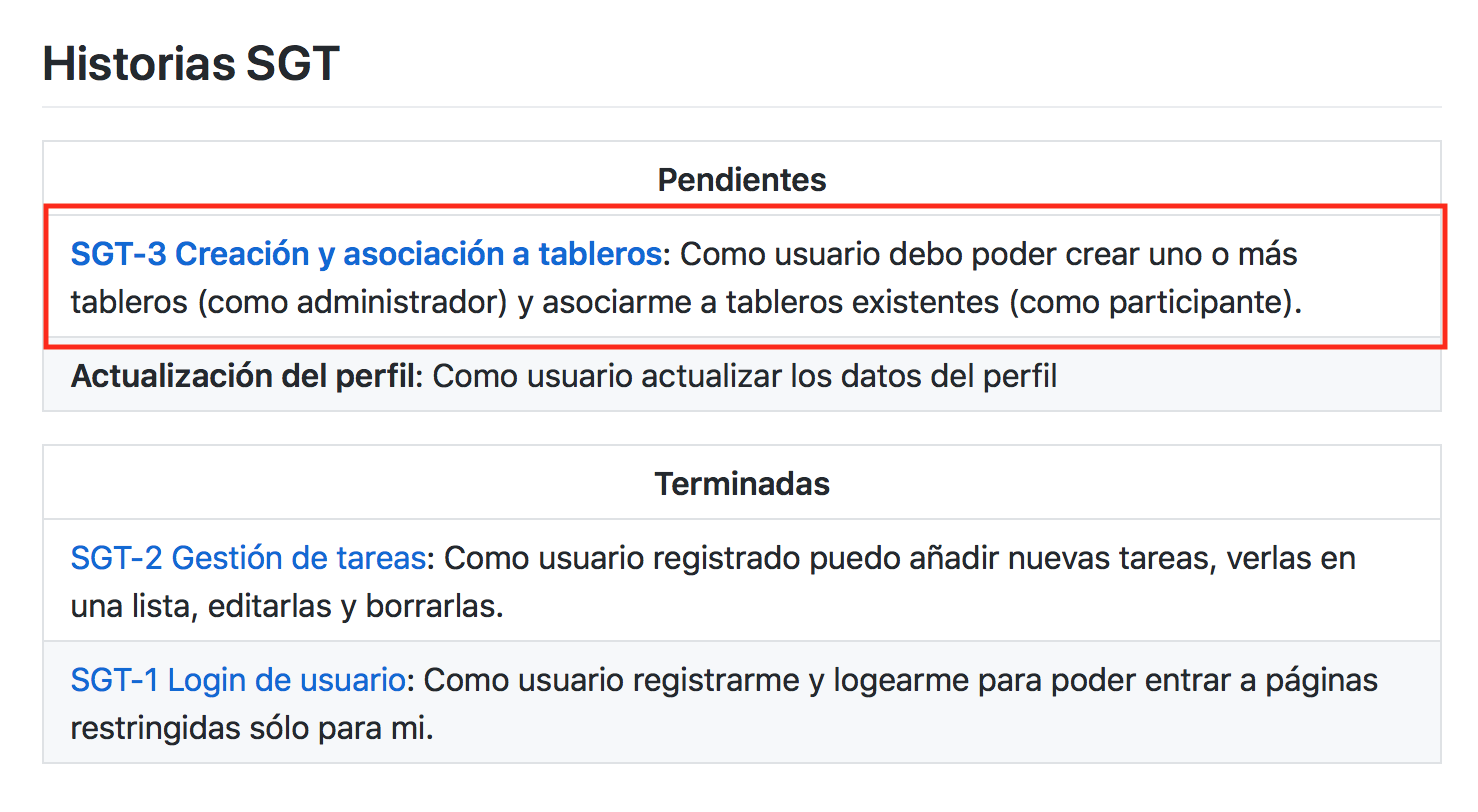 Historias SGT
Pendientes
SGT-3 Creación y asociación a tableros: Como usuario debo poder crear uno o más
tableros (como administrador) y asociarme a tableros existentes (como participante).
Actualización del perfil: Como usuario actualizar los datos del perfil
Terminadas
SGT-2 Gestión de tareas: Como usuario registrado puedo añadir nuevas tareas, verlas en
una lista, editarlas y borrarlas.
SGT-1 Login de usuario: Como usuario registrarme y logearme para poder entrar a páginas
restringidas sólo para mi.